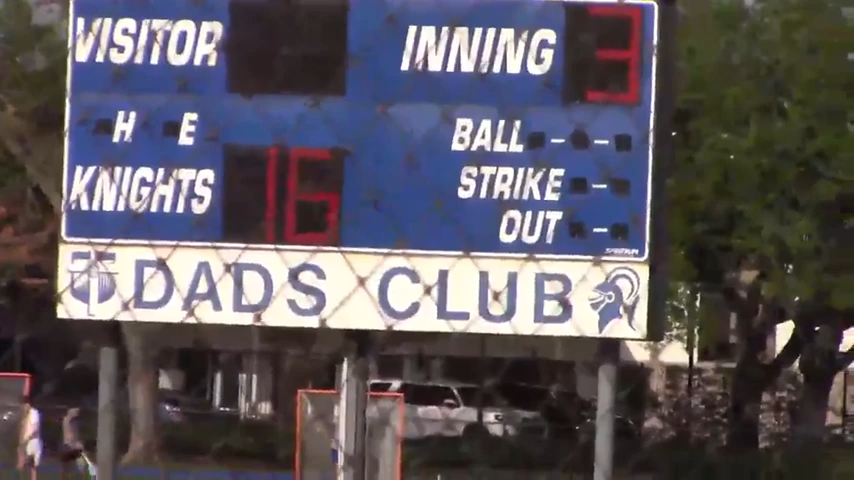 VISITOR INNING 3
H E BALL
KNIGHTS 16 STRIKE
OUT
DADS CLUB